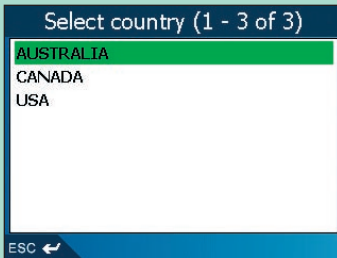 Select country (1 - 3 of 3)
AUSTRALIA
CANADA
USA
ESC